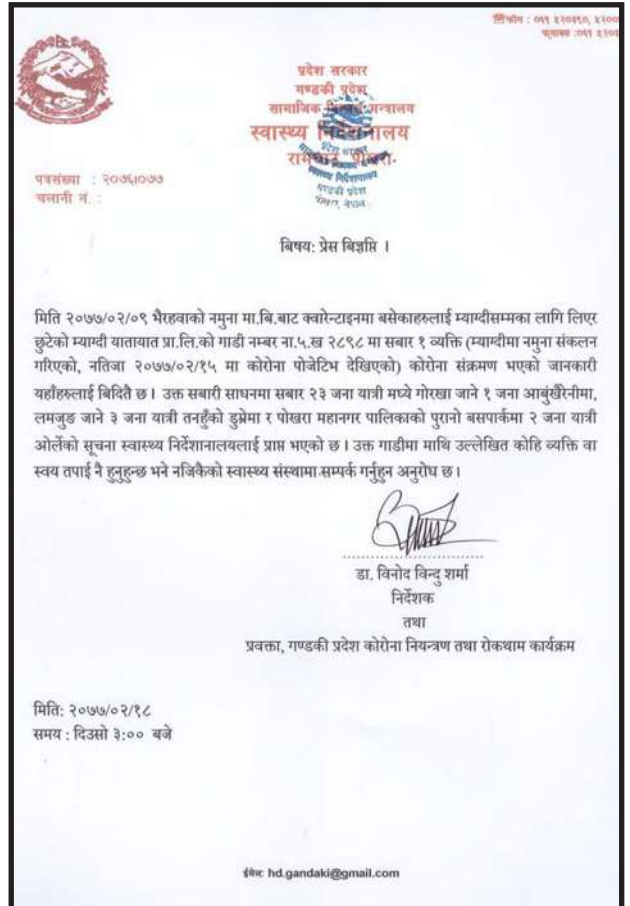 टेलिफोन : ०६१ ५२०३९०, ५२००
फ्याक्स :०६१ ५२०३
प्रदेश सरकार
गण्डकी प्रदेश
सामाजिक विकास मन्त्रालय
स्वास्थ्य निर्देशनालय
रामघाट पोखरा
पत्रसंख्या : २०७६।०७७
चलानी नं. :
बिषय: प्रेस बिज्ञप्ति ।
मिति २०७७/०२/०९ भैरहवाको नमुना मा.बि.बाट क्वारेन्टाइनमा बसेकाहरुलाई म्याग्दीसम्मका लागि लिएर
छुटेको म्याग्दी यातायात प्रा.लि.को गाडी नम्बर ना.५.ख २८९८ मा सबार १ व्यक्ति (म्याग्दीमा नमुना संकलन
गरिएको, नतिजा २०७७/०२/१५ मा कोरोना पोजेटिभ देखिएको) कोरोना संक्रमण भएको जानकारी
यहाँहरुलाई बिदितै छ । उक्त सबारी साधनमा सबार २३ जना यात्री मध्ये गोरखा जाने १ जना आबुंखैरेनीमा,
लमजुङ जाने ३ जना यात्री तनहुँको डुम्रेमा र पोखरा महानगर पालिकाको पुरानो बसपार्कमा २ जना यात्री
ओर्लेको सूचना स्वास्थ्य निर्देशनालयलाई प्राप्त भएको छ । उक्त गाडीमा माथि उल्लेखित कोहि व्यक्ति वा
स्वय तपाई नै हुनुहुन्छ भने नजिकैको स्वास्थ्य संस्थामा सम्पर्क गर्नुहुन अनुरोध छ ।
डा. विनोद विन्दु शर्मा
निर्देशक
तथा
प्रवक्ता, गण्डकी प्रदेश कोरोना नियन्त्रण तथा रोकथाम कार्यक्रम
मिति: २०७७/०२/१८
समय : दिउसो ३:०० बजे
ईमेल: hd.gandaki@gmail.com